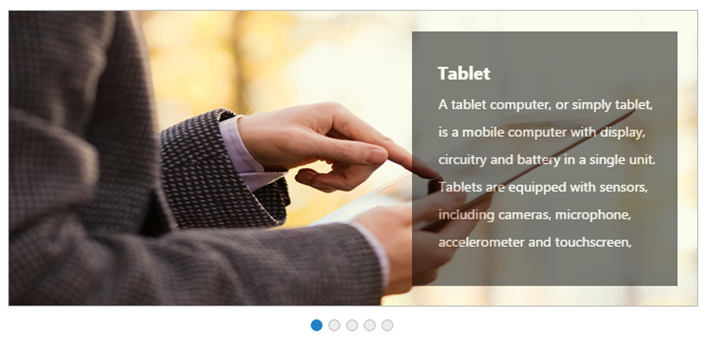 Tablet
A tablet computer, or simply tablet,
is a mobile computer with display,
circuitry and battery in a single unit.
Tablets are equipped with sensors,
including cameras, microphone,
accelerometer and touchscreen,